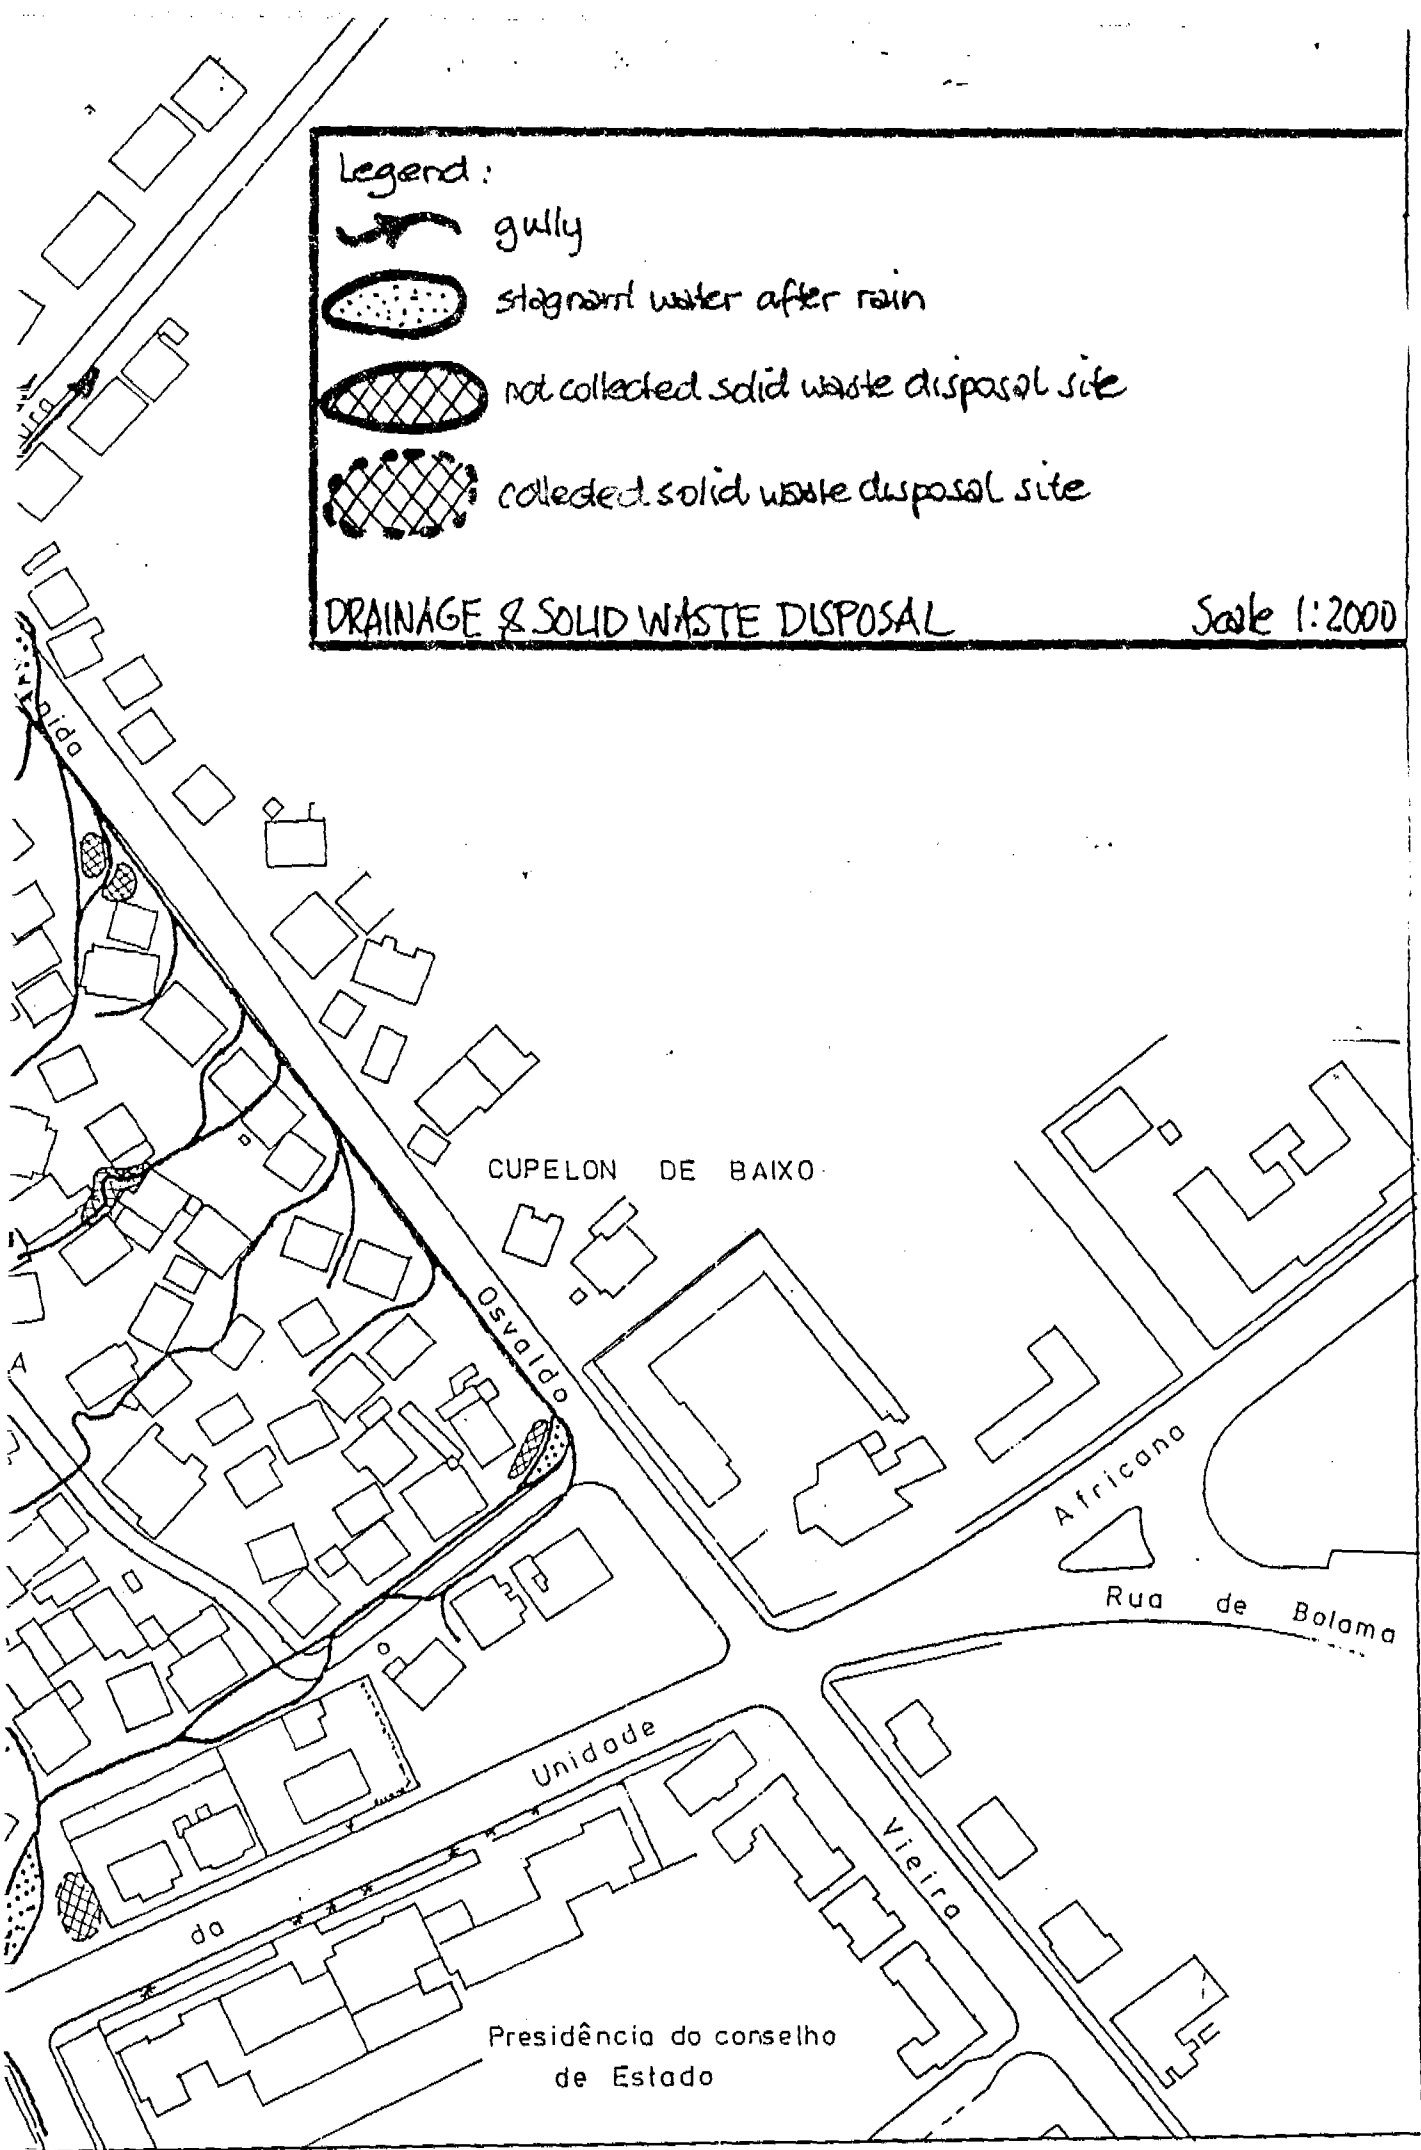 Legend:
gully
stagnant water after rain
not collected solid waste disposal site
collected solid waste disposal site
DRAINAGE & SOLID WASTE DISPOSAL Scale 1:2000
nida
CUPELON DE BAIXO
Osvaldo
A
Africana
Rua de Bolama
Unidade
Vieira
da
Presidência do conselho
de Estado